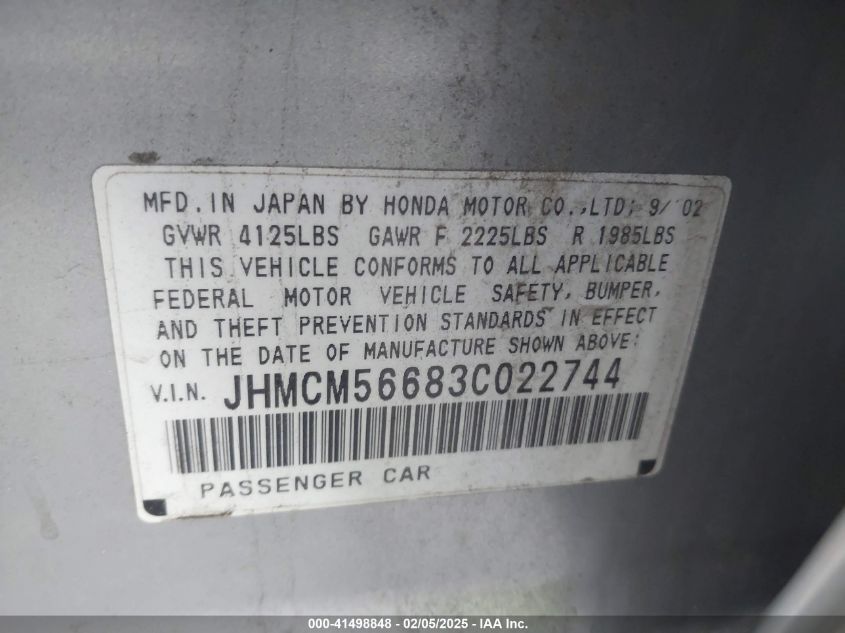 MFD. IN JAPAN BY HONDA MOTOR CO.,LTD; 9/'02
GVWR 4125LBS GAWR F 2225LBS R 1985LBS
THIS VEHICLE CONFORMS TO ALL APPLICABLE
FEDERAL MOTOR VEHICLE SAFETY, BUMPER,
AND THEFT PREVENTION STANDARDS IN EFFECT
ON THE DATE OF MANUFACTURE SHOWN ABOVE:
V.I.N. JHMCM56683C022744
PASSENGER CAR
000-41498848 - 02/05/2025 - IAA Inc.